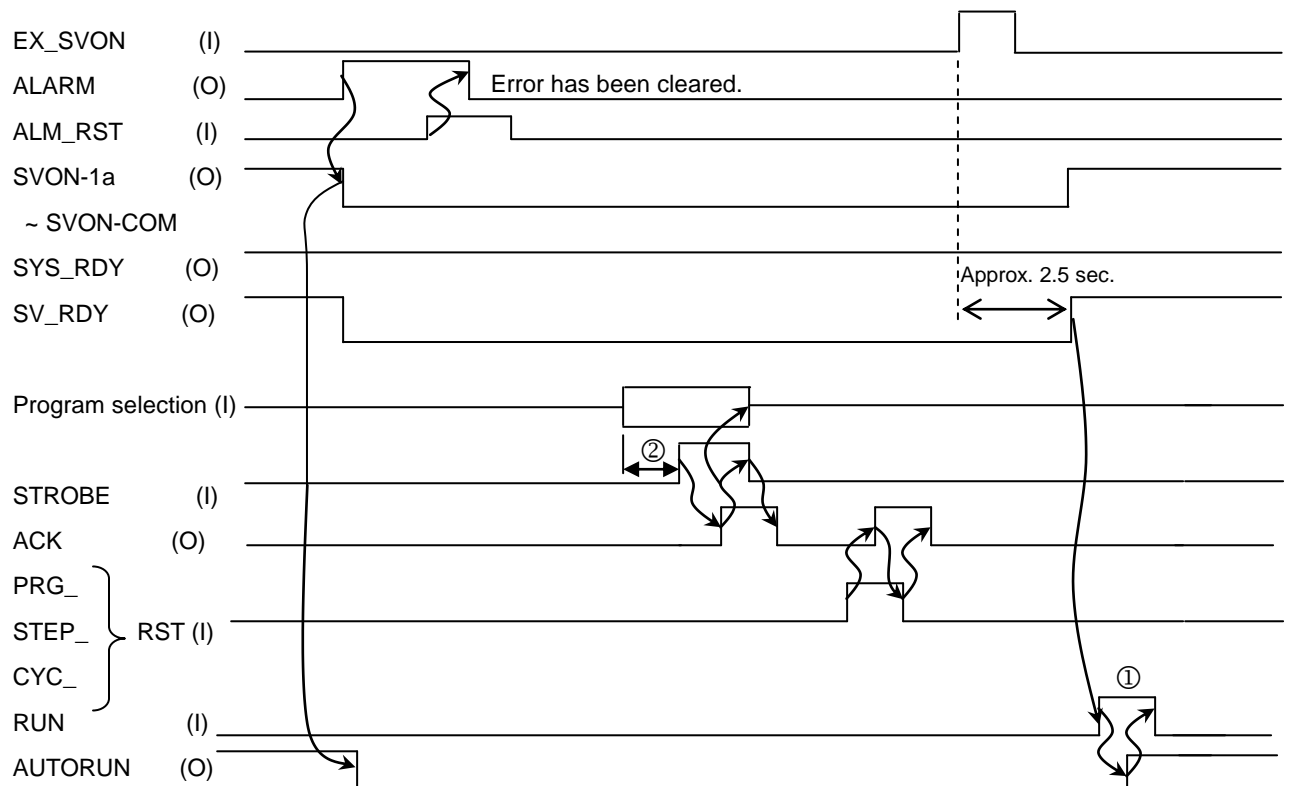 EX_SVON (I)
ALARM (O) Error has been cleared.
ALM_RST (I)
SVON-1a (O)
~ SVON-COM
SYS_RDY (O)
Approx. 2.5 sec.
SV_RDY (O)
Program selection (I)
②
STROBE (I)
ACK (O)
PRG_
STEP_ RST (I)
CYC_
①
RUN (I)
AUTORUN (O)